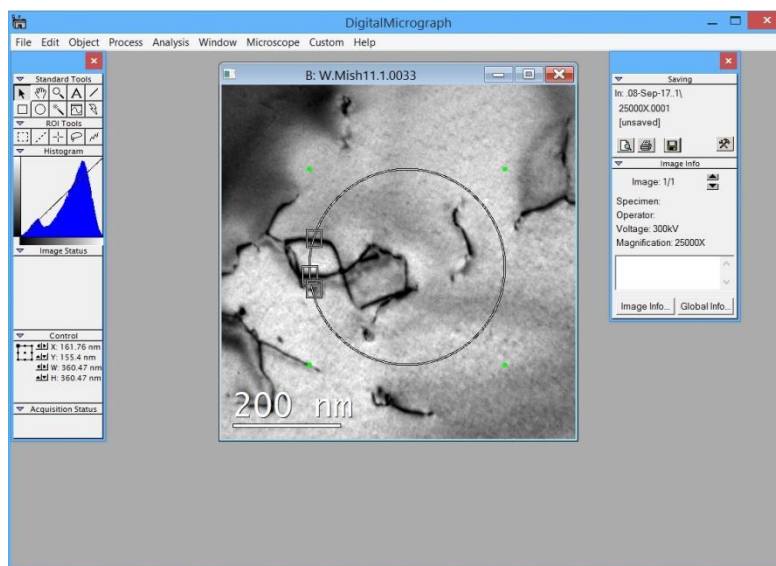 DigitalMicrograph
File Edit Object Process Analysis Window Microscope Custom Help
Standard Tools
A
ROI Tools
Histogram
Image Status
Control
X: 161.76 nm
Y: 155.4 nm
W: 360.47 nm
H: 360.47 nm
Acquisition Status
B: W.Mish11.1.0033
200 nm
Saving
In: .08-Sep-17..1\
25000X.0001
[unsaved]
Image Info
Image: 1/1
Specimen:
Operator:
Voltage: 300kV
Magnification: 25000X
Image Info... Global Info...